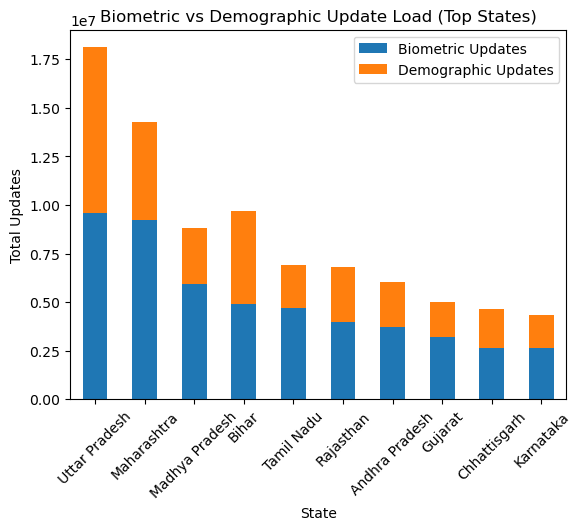 Biometric vs Demographic Update Load (Top States)
1e7
Biometric Updates
Demographic Updates
Total Updates
1.75
1.50
1.25
1.00
0.75
0.50
0.25
0.00
Uttar Pradesh
Maharashtra
Madhya Pradesh
Bihar
Tamil Nadu
Rajasthan
Andhra Pradesh
Gujarat
Chhattisgarh
Karnataka
State